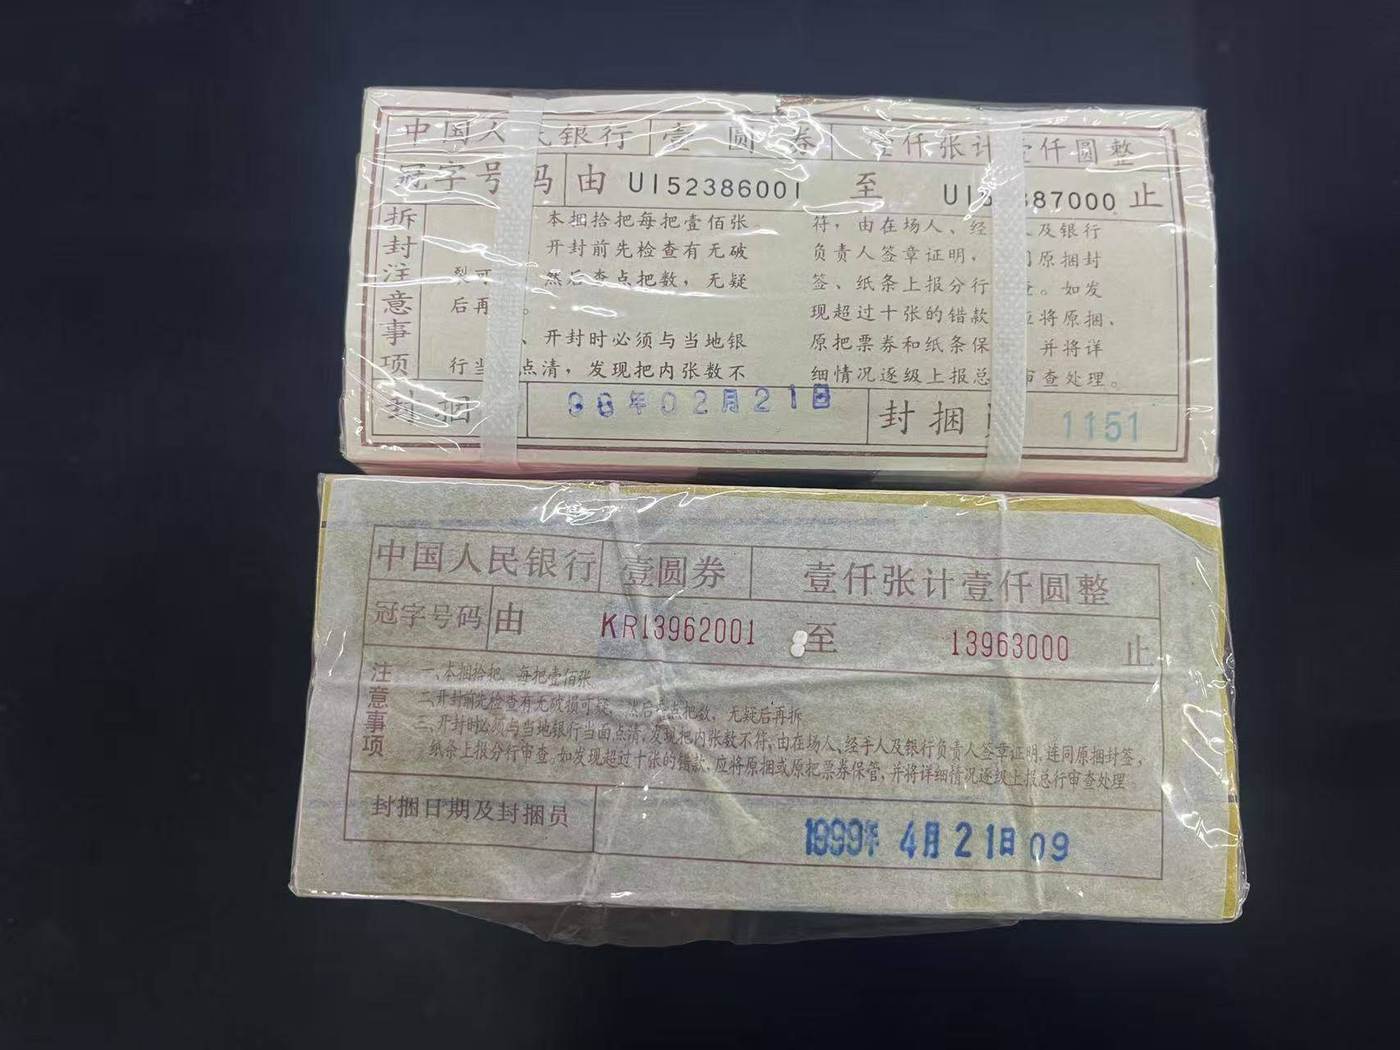 中国人民银行 壹圆券 壹仟张计壹仟圆整
冠字号码 由 UI52386001 至 UI52387000 止
拆封注意事项
本捆拾把每把壹佰张。
开封前先检查有无破
裂可 然后查点把数，无疑
后再 。
、开封时必须与当地银
行当 点清，发现把内张数不
符，由在场人、经 人及银行
负责人签章证明， 同原捆封
签、纸条上报分行 查。如发
现超过十张的错款 应将原捆、
原把票券和纸条保 并将详
细情况逐级上报总 审查处理。
封捆 98年02月21日 封捆 1151
中国人民银行 壹圆券 壹仟张计壹仟圆整
冠字号码 由 KR13962001 至 13963000 止
注意事项
一、本捆拾把，每把壹佰张
二、开封前先检查有无破损可疑，然后查点把数，无疑后再拆
三、开封时必须与当地银行当面点清，发现把内张数不符，由在场人、经手人及银行负责人签章证明，连同原捆封签，
纸条上报分行审查。如发现超过十张的错款，应将原捆或原把票券保管，并将详细情况逐级上报总行审查处理。
封捆日期及封捆员 1999年 4月21日 09